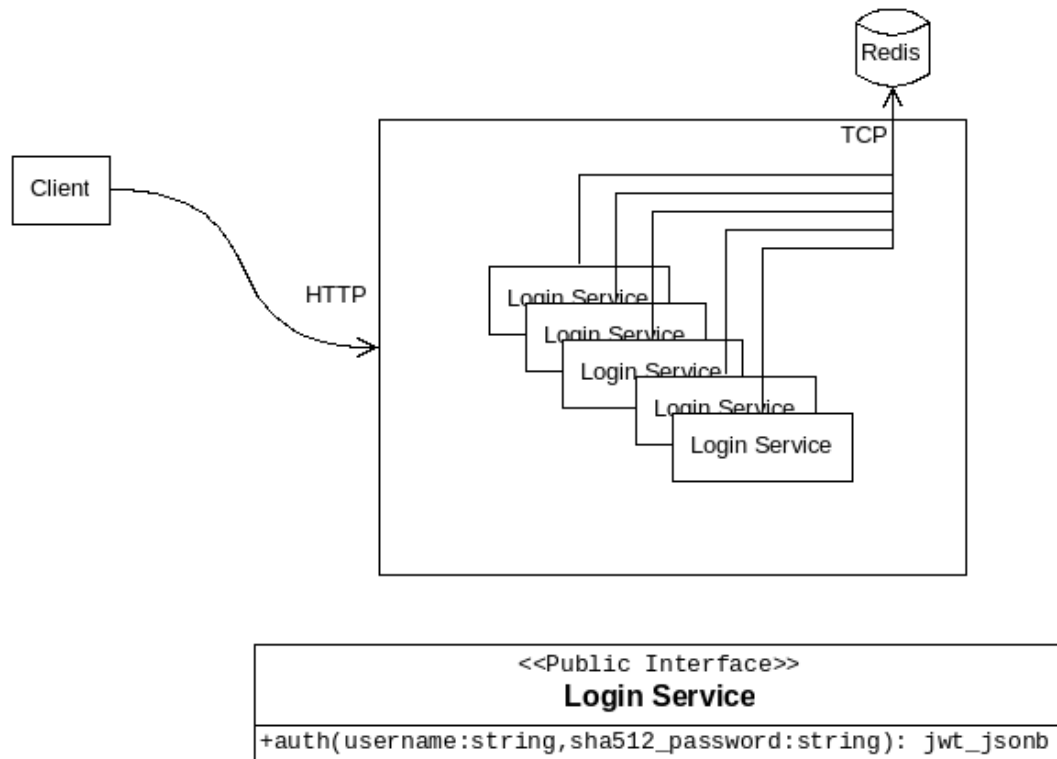 Redis
TCP
Client
HTTP
Login Service
Login Service
Login Service
Login Service
Login Service
<<Public Interface>>
Login Service
+auth(username:string,sha512_password:string): jwt_jsonb